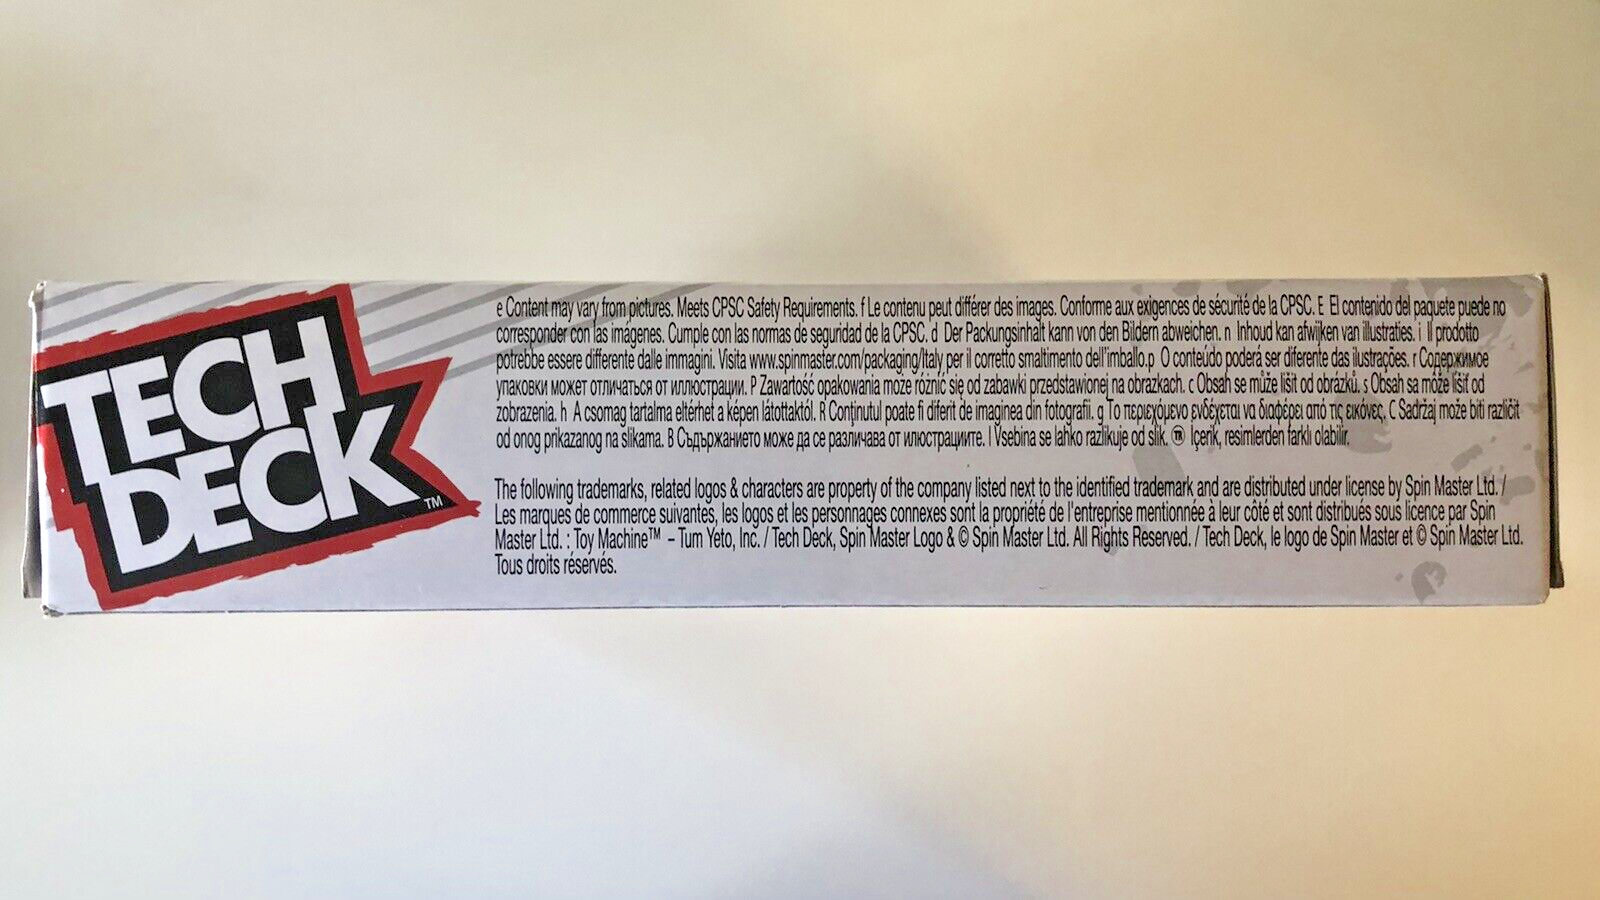 TECH
DECK
TM
e Content may vary from pictures. Meets CPSC Safety Requirements. f Le contenu peut différer des images. Conforme aux exigences de sécurité de la CPSC. E El contenido del paquete puede no
corresponder con las imágenes. Cumple con las normas de seguridad de la CPSC. d Der Packungsinhalt kann von den Bildern abweichen. n Inhoud kan afwijken van illustraties. i Il prodotto
potrebbe essere differente dalle immagini. Visita www.spinmaster.com/packaging/Italy per il corretto smaltimento dell'imballo.p O conteúdo poderá ser diferente das ilustrações. r Содержимое
упаковки может отличаться от иллюстрации. P Zawartość opakowania może różnić się od zabawki przedstawionej na obrazkach. c Obsah se může lišit od obrázků. s Obsah sa môže líšiť od
zobrazenia. h A csomag tartalma eltérhet a képen látottaktól. R Conţinutul poate fi diferit de imaginea din fotografii. g Το περιεχόμενο ενδέχεται να διαφέρει από τις εικόνες. C Sadržaj može biti različit
od onog prikazanog na slikama. B Съдържанието може да се различава от илюстрациите. l Vsebina se lahko razlikuje od slik. TR İçerik, resimlerden farklı olabilir.
The following trademarks, related logos & characters are property of the company listed next to the identified trademark and are distributed under license by Spin Master Ltd. /
Les marques de commerce suivantes, les logos et les personnages connexes sont la propriété de l'entreprise mentionnée à leur côté et sont distribués sous licence par Spin
Master Ltd. : Toy Machine™ – Tum Yeto, Inc. / Tech Deck, Spin Master Logo & © Spin Master Ltd. All Rights Reserved. / Tech Deck, le logo de Spin Master et © Spin Master Ltd.
Tous droits réservés.